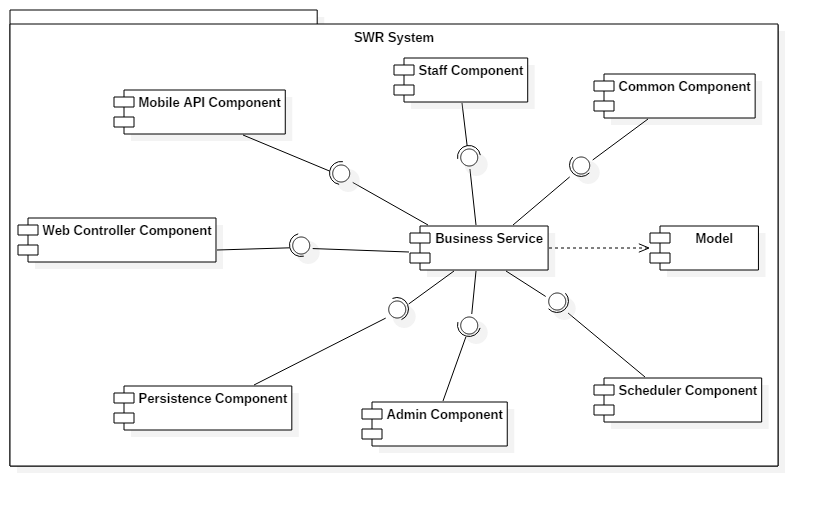 SWR System
Staff Component
Common Component
Mobile API Component
Web Controller Component
Business Service
Model
Persistence Component
Admin Component
Scheduler Component